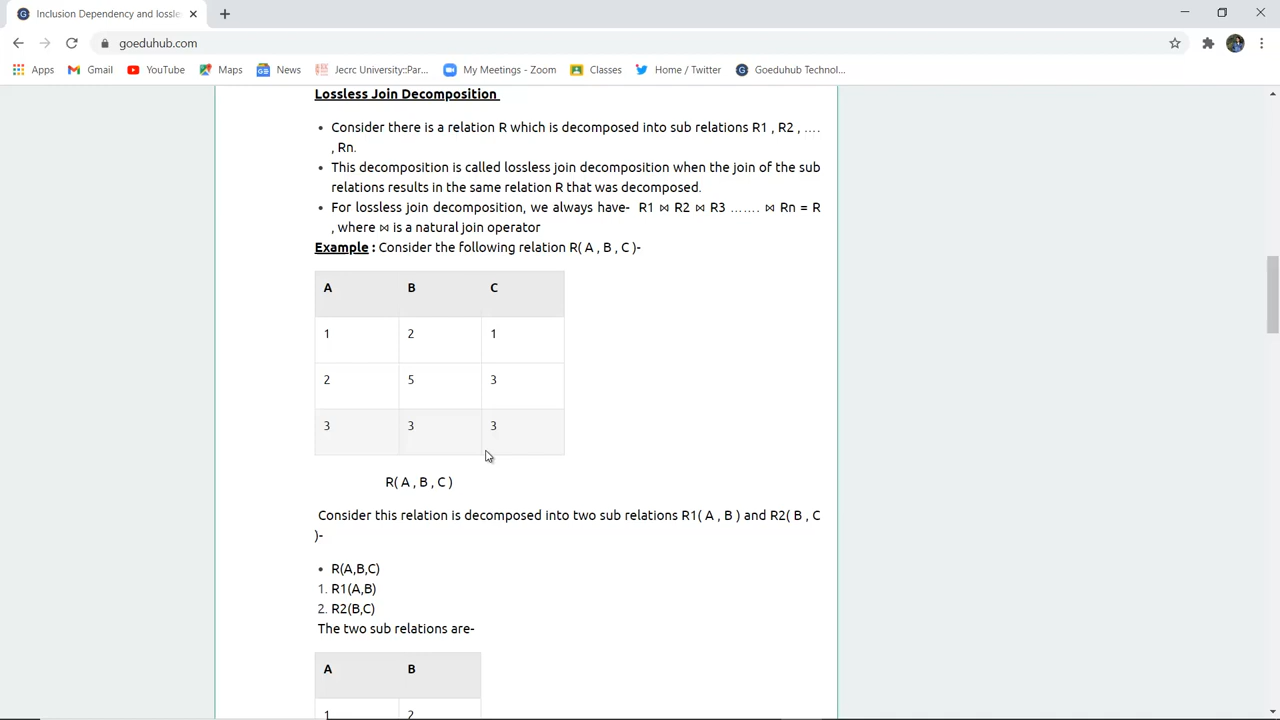 Inclusion Dependency and lossle
goeduhub.com
Apps Gmail YouTube Maps News Jecrc University::Par... My Meetings - Zoom Classes Home / Twitter Goeduhub Technol...
Lossless Join Decomposition
• Consider there is a relation R which is decomposed into sub relations R1 , R2 , ....
, Rn.
• This decomposition is called lossless join decomposition when the join of the sub
relations results in the same relation R that was decomposed.
• For lossless join decomposition, we always have- R1 ⋈ R2 ⋈ R3 ....... ⋈ Rn = R
, where ⋈ is a natural join operator
Example : Consider the following relation R( A , B , C )-
A B C
1 2 1
2 5 3
3 3 3
R( A , B , C )
Consider this relation is decomposed into two sub relations R1( A , B ) and R2( B , C
)-
• R(A,B,C)
1. R1(A,B)
2. R2(B,C)
The two sub relations are-
A B
1 2